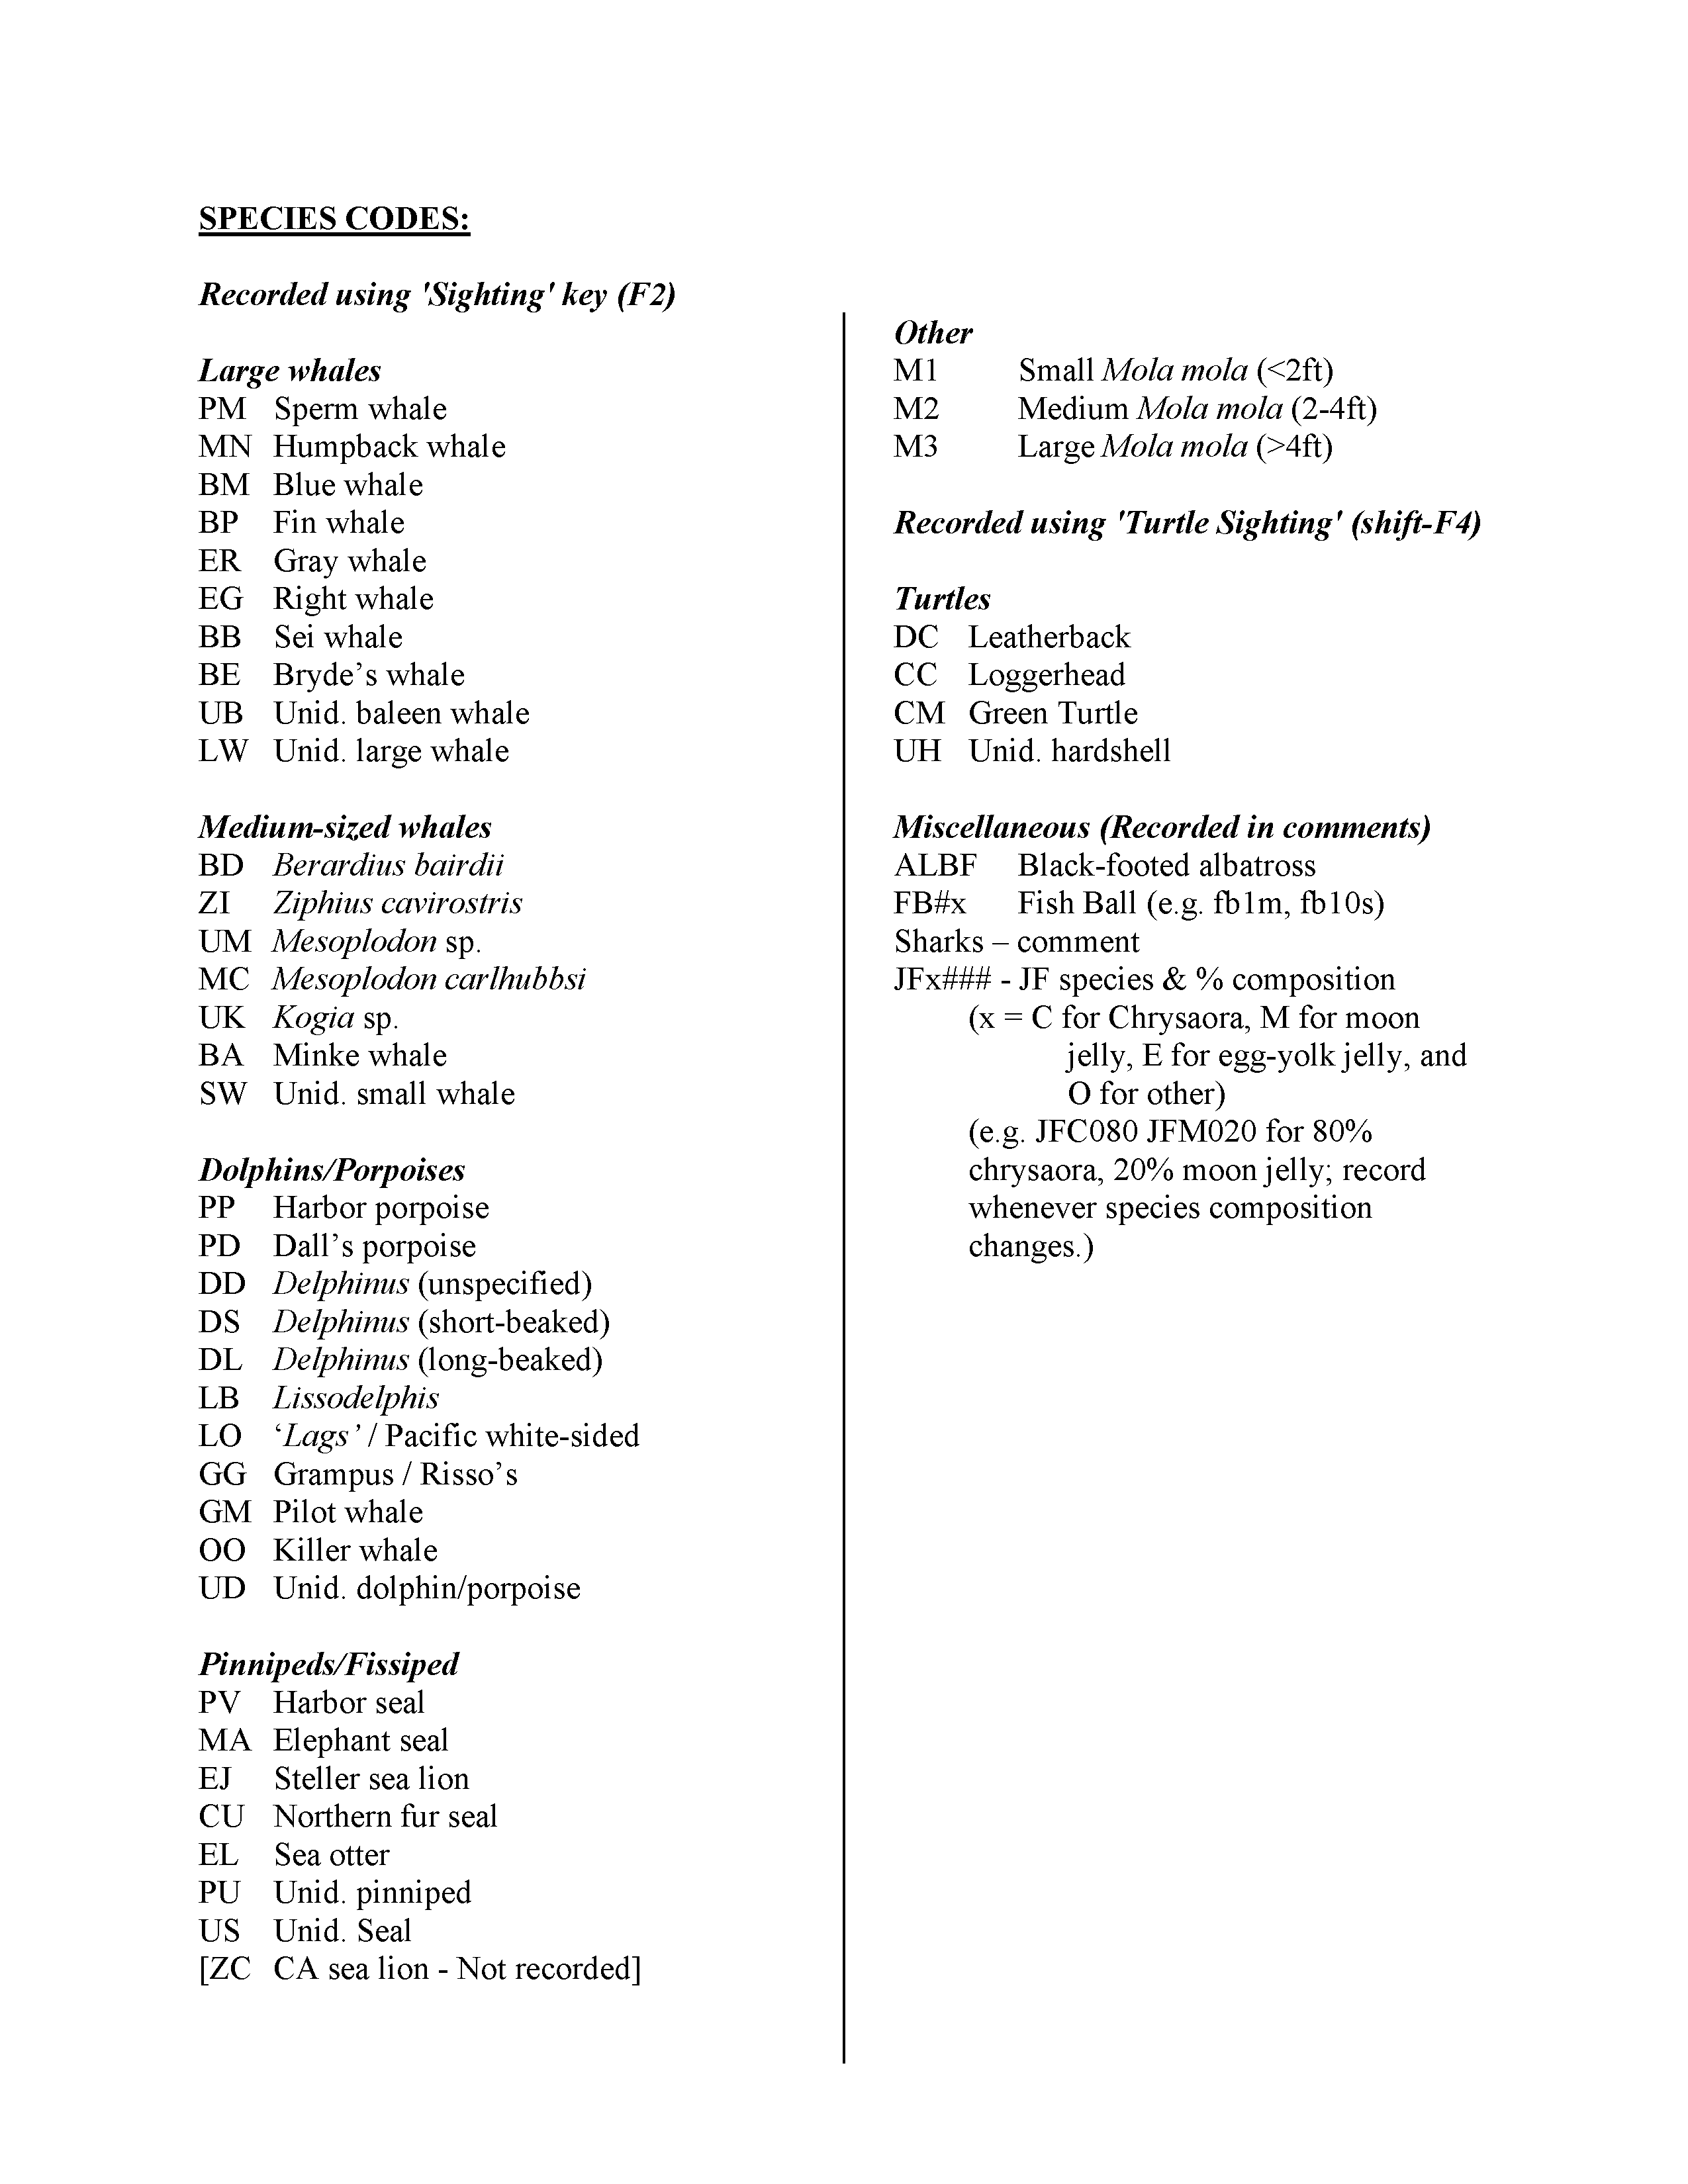 SPECIES CODES:
Recorded using 'Sighting' key (F2)
Large whales
PM Sperm whale
MN Humpback whale
BM Blue whale
BP Fin whale
ER Gray whale
EG Right whale
BB Sei whale
BE Bryde’s whale
UB Unid. baleen whale
LW Unid. large whale
Medium-sized whales
BD Berardius bairdii
ZI Ziphius cavirostris
UM Mesoplodon sp.
MC Mesoplodon carlhubbsi
UK Kogia sp.
BA Minke whale
SW Unid. small whale
Dolphins/Porpoises
PP Harbor porpoise
PD Dall’s porpoise
DD Delphinus (unspecified)
DS Delphinus (short-beaked)
DL Delphinus (long-beaked)
LB Lissodelphis
LO ‘Lags’ / Pacific white-sided
GG Grampus / Risso’s
GM Pilot whale
OO Killer whale
UD Unid. dolphin/porpoise
Pinnipeds/Fissiped
PV Harbor seal
MA Elephant seal
EJ Steller sea lion
CU Northern fur seal
EL Sea otter
PU Unid. pinniped
US Unid. Seal
[ZC CA sea lion - Not recorded]
Other
M1 Small Mola mola (<2ft)
M2 Medium Mola mola (2-4ft)
M3 Large Mola mola (>4ft)
Recorded using 'Turtle Sighting' (shift-F4)
Turtles
DC Leatherback
CC Loggerhead
CM Green Turtle
UH Unid. hardshell
Miscellaneous (Recorded in comments)
ALBF Black-footed albatross
FB#x Fish Ball (e.g. fb1m, fb10s)
Sharks – comment
JFx### - JF species & % composition
(x = C for Chrysaora, M for moon
jelly, E for egg-yolk jelly, and
O for other)
(e.g. JFC080 JFM020 for 80%
chrysaora, 20% moon jelly; record
whenever species composition
changes.)